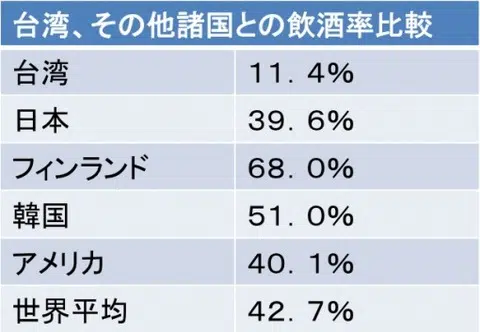 台湾、その他諸国との飲酒率比較
台湾 11. 4%
日本 39. 6%
フィンランド 68. 0%
韓国 51. 0%
アメリカ 40. 1%
世界平均 42. 7%